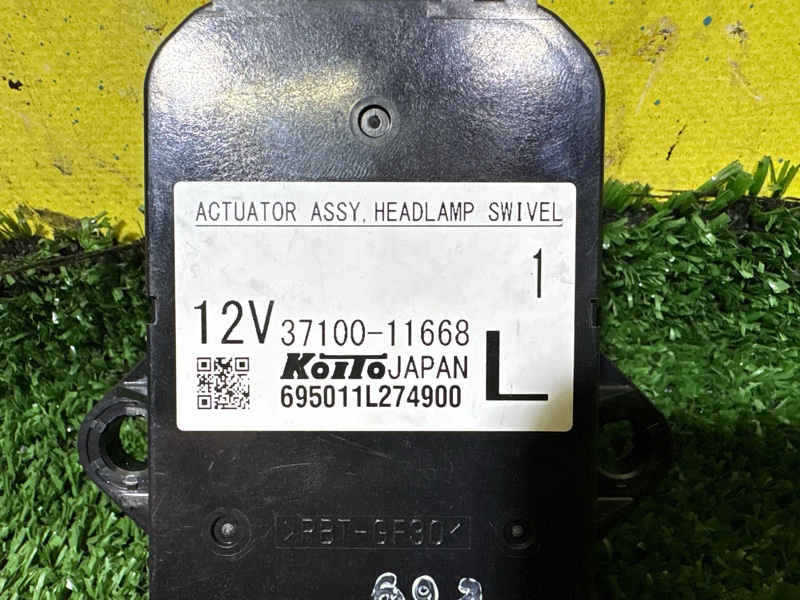 ACTUATOR ASSY, HEADLAMP SWIVEL
1
12V 37100-11668
KOITO JAPAN L
695011L274900
>PBT-GF30<